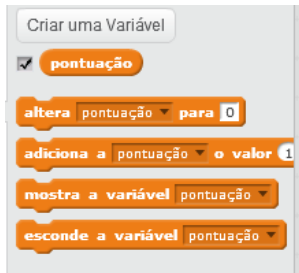 Criar uma Variável
pontuação
altera pontuação para 0
adiciona a pontuação o valor 1
mostra a variável pontuação
esconde a variável pontuação